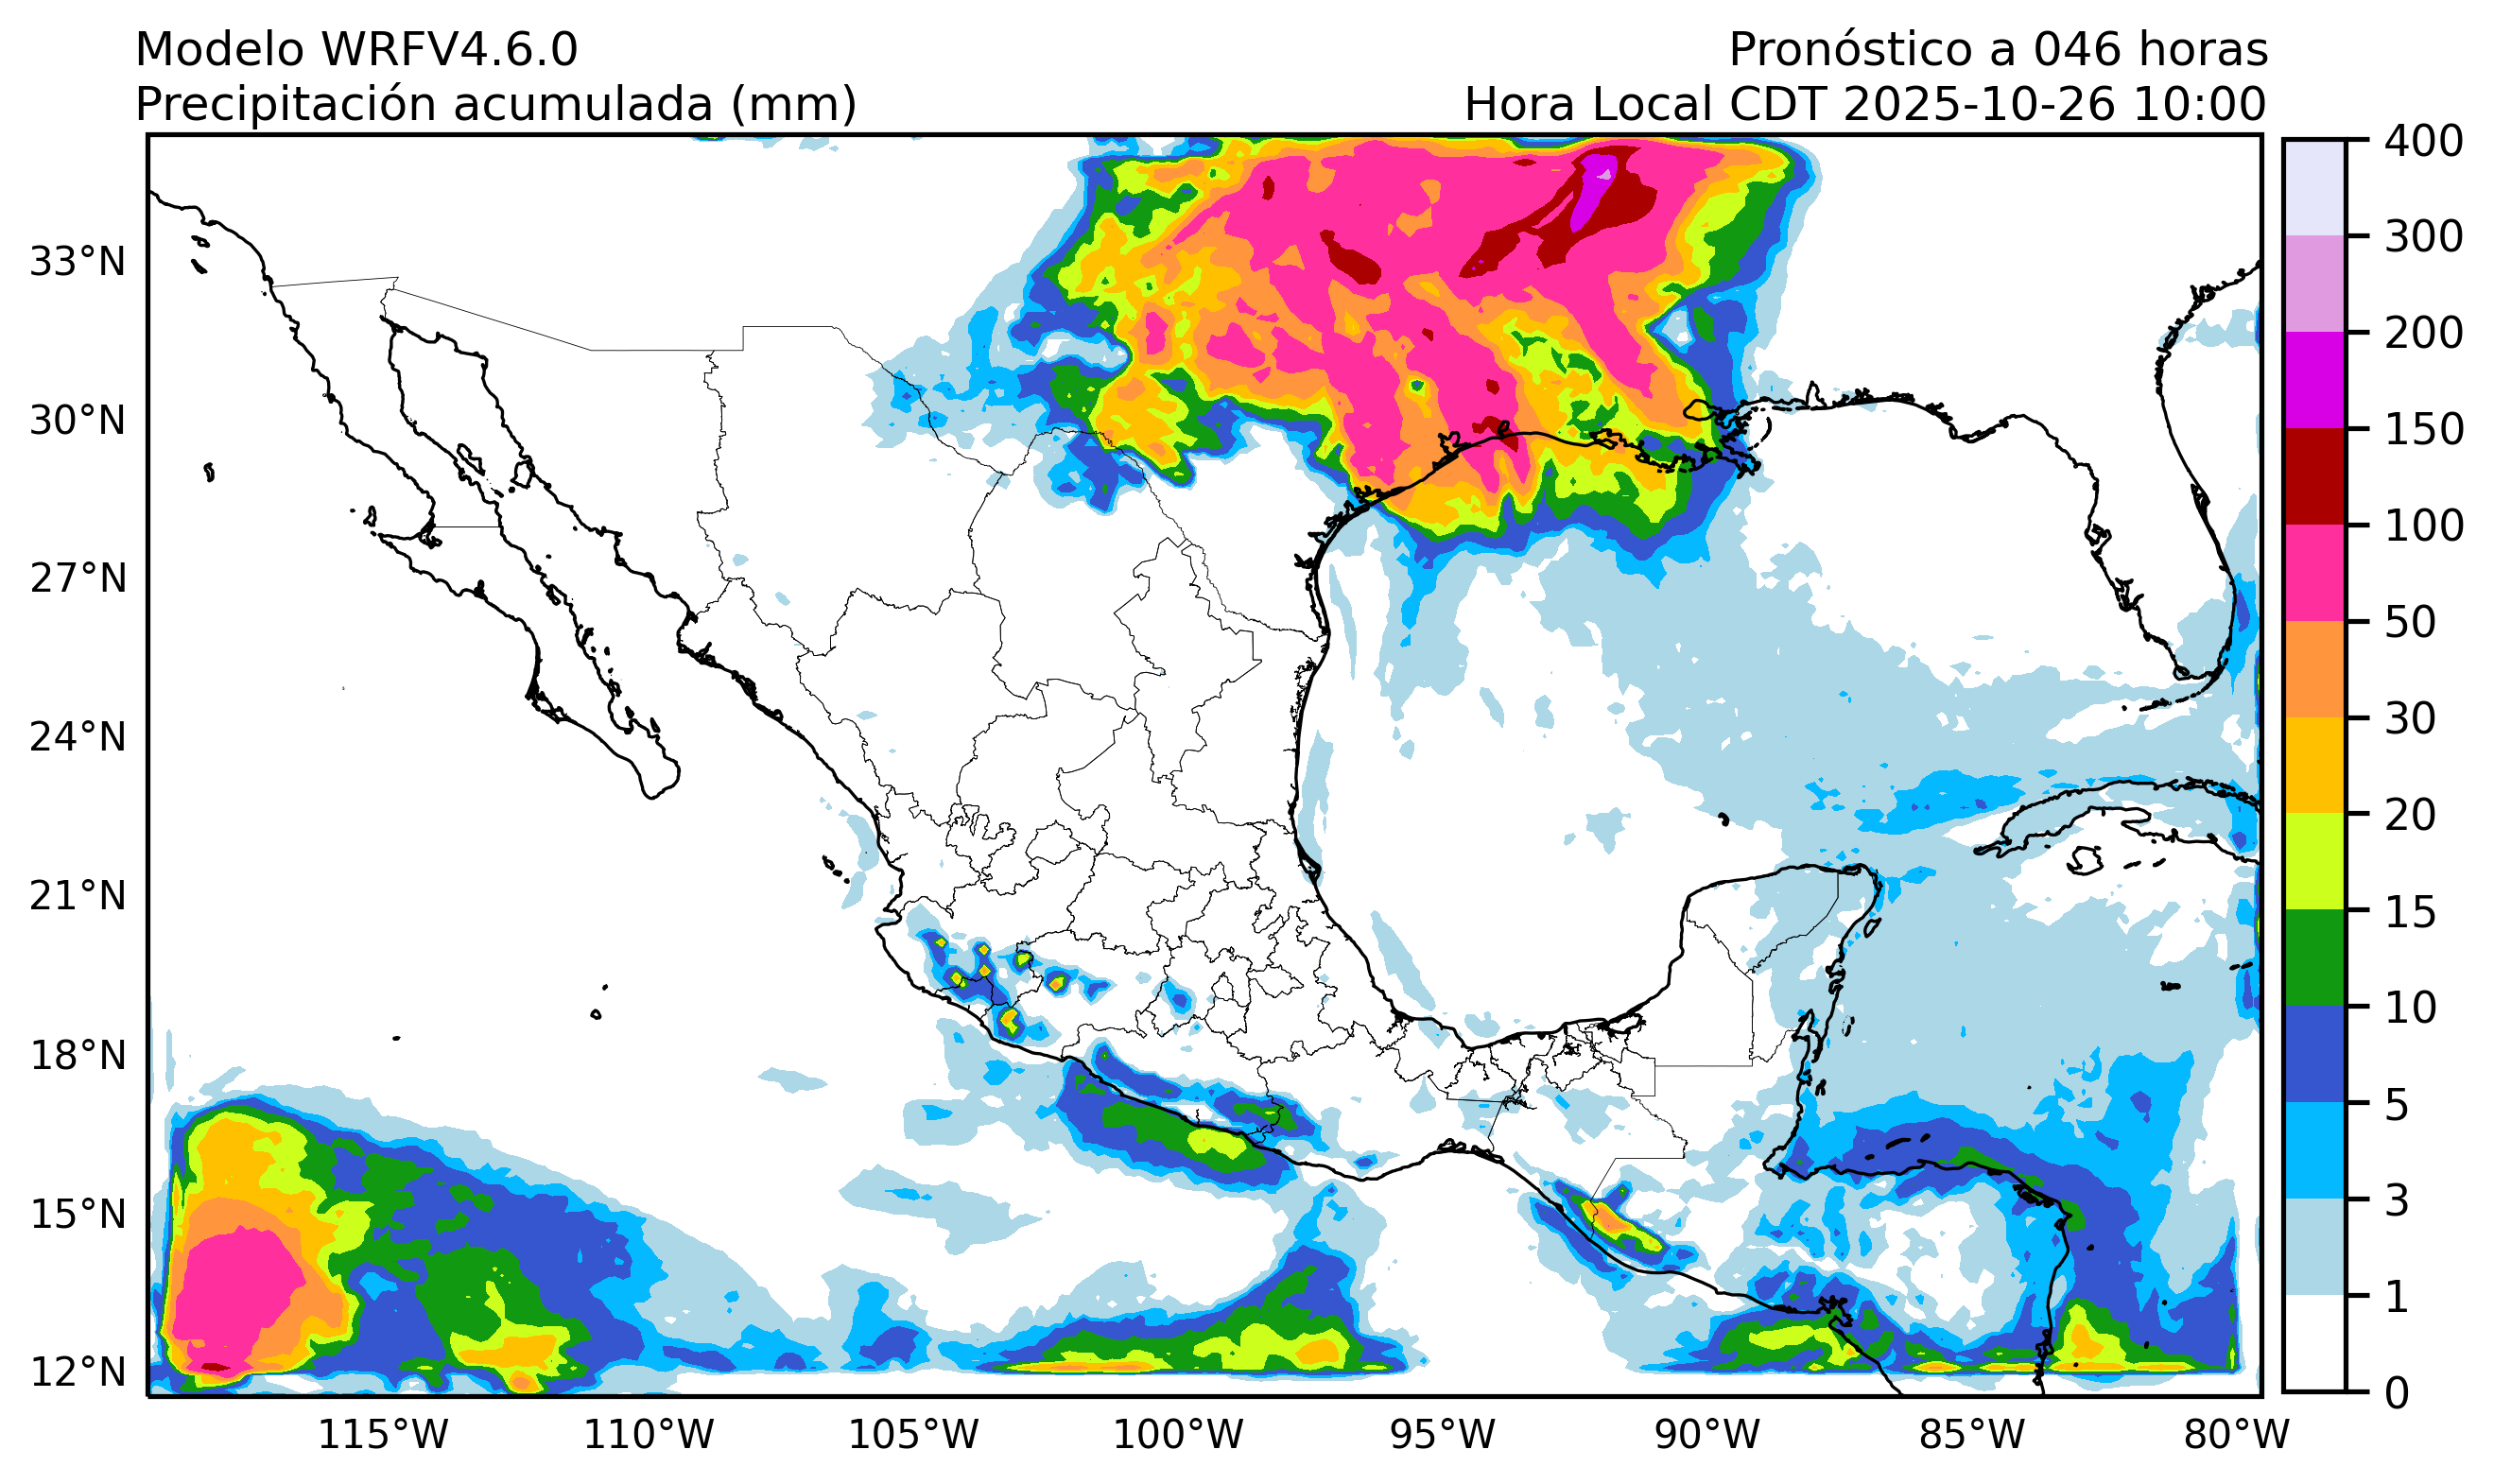 Modelo WRFV4.6.0
Precipitación acumulada (mm)
Pronóstico a 046 horas
Hora Local CDT 2025-10-26 10:00
33°N
30°N
27°N
24°N
21°N
18°N
15°N
12°N
115°W
110°W
105°W
100°W
95°W
90°W
85°W
80°W
400
300
200
150
100
50
30
20
15
10
5
3
1
0